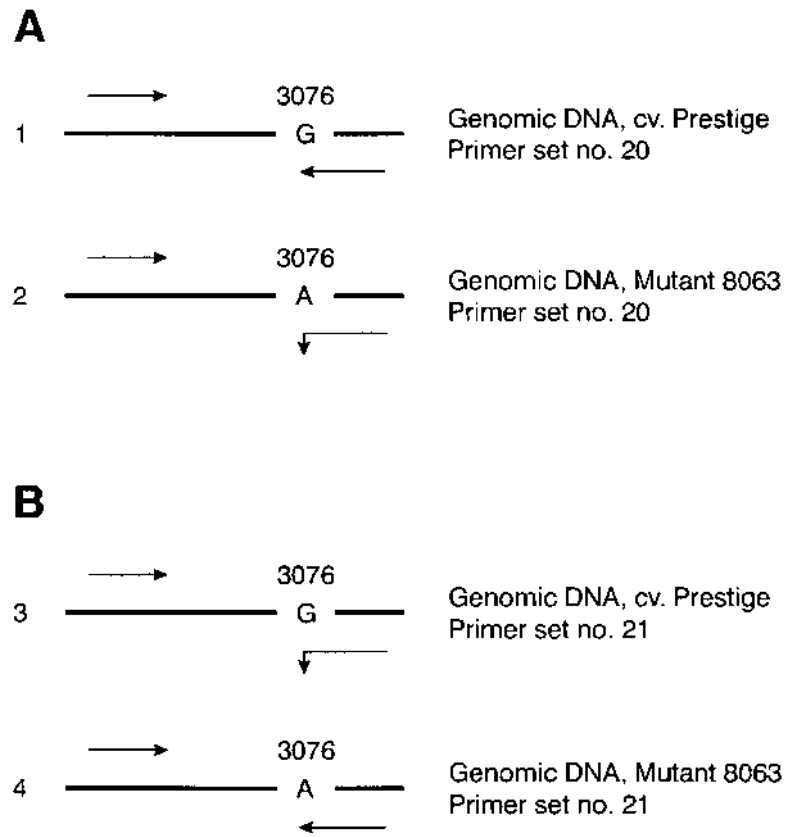 A
3076
1 G Genomic DNA, cv. Prestige
Primer set no. 20
3076
2 A Genomic DNA, Mutant 8063
Primer set no. 20
B
3076
3 G Genomic DNA, cv. Prestige
Primer set no. 21
3076
4 A Genomic DNA, Mutant 8063
Primer set no. 21